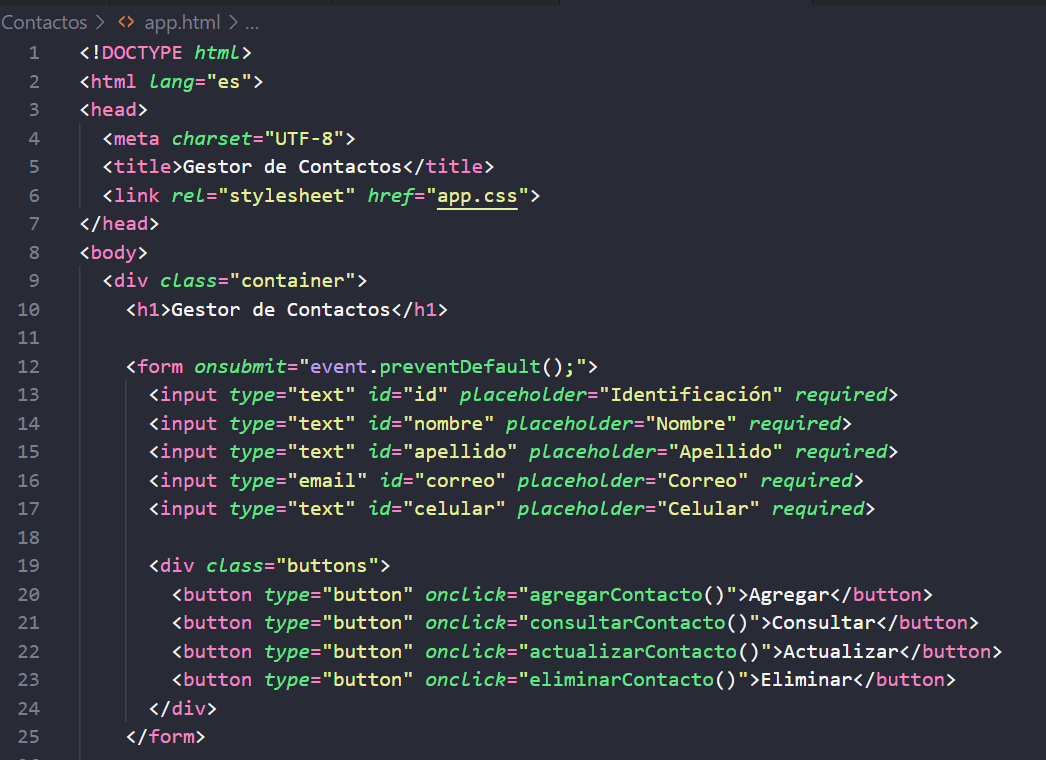 Contactos > <> app.html > ...
1 <!DOCTYPE html>
2 <html lang="es">
3 <head>
4 <meta charset="UTF-8">
5 <title>Gestor de Contactos</title>
6 <link rel="stylesheet" href="app.css">
7 </head>
8 <body>
9 <div class="container">
10 <h1>Gestor de Contactos</h1>
11
12 <form onsubmit="event.preventDefault();">
13 <input type="text" id="id" placeholder="Identificación" required>
14 <input type="text" id="nombre" placeholder="Nombre" required>
15 <input type="text" id="apellido" placeholder="Apellido" required>
16 <input type="email" id="correo" placeholder="Correo" required>
17 <input type="text" id="celular" placeholder="Celular" required>
18
19 <div class="buttons">
20 <button type="button" onclick="agregarContacto()">Agregar</button>
21 <button type="button" onclick="consultarContacto()">Consultar</button>
22 <button type="button" onclick="actualizarContacto()">Actualizar</button>
23 <button type="button" onclick="eliminarContacto()">Eliminar</button>
24 </div>
25 </form>